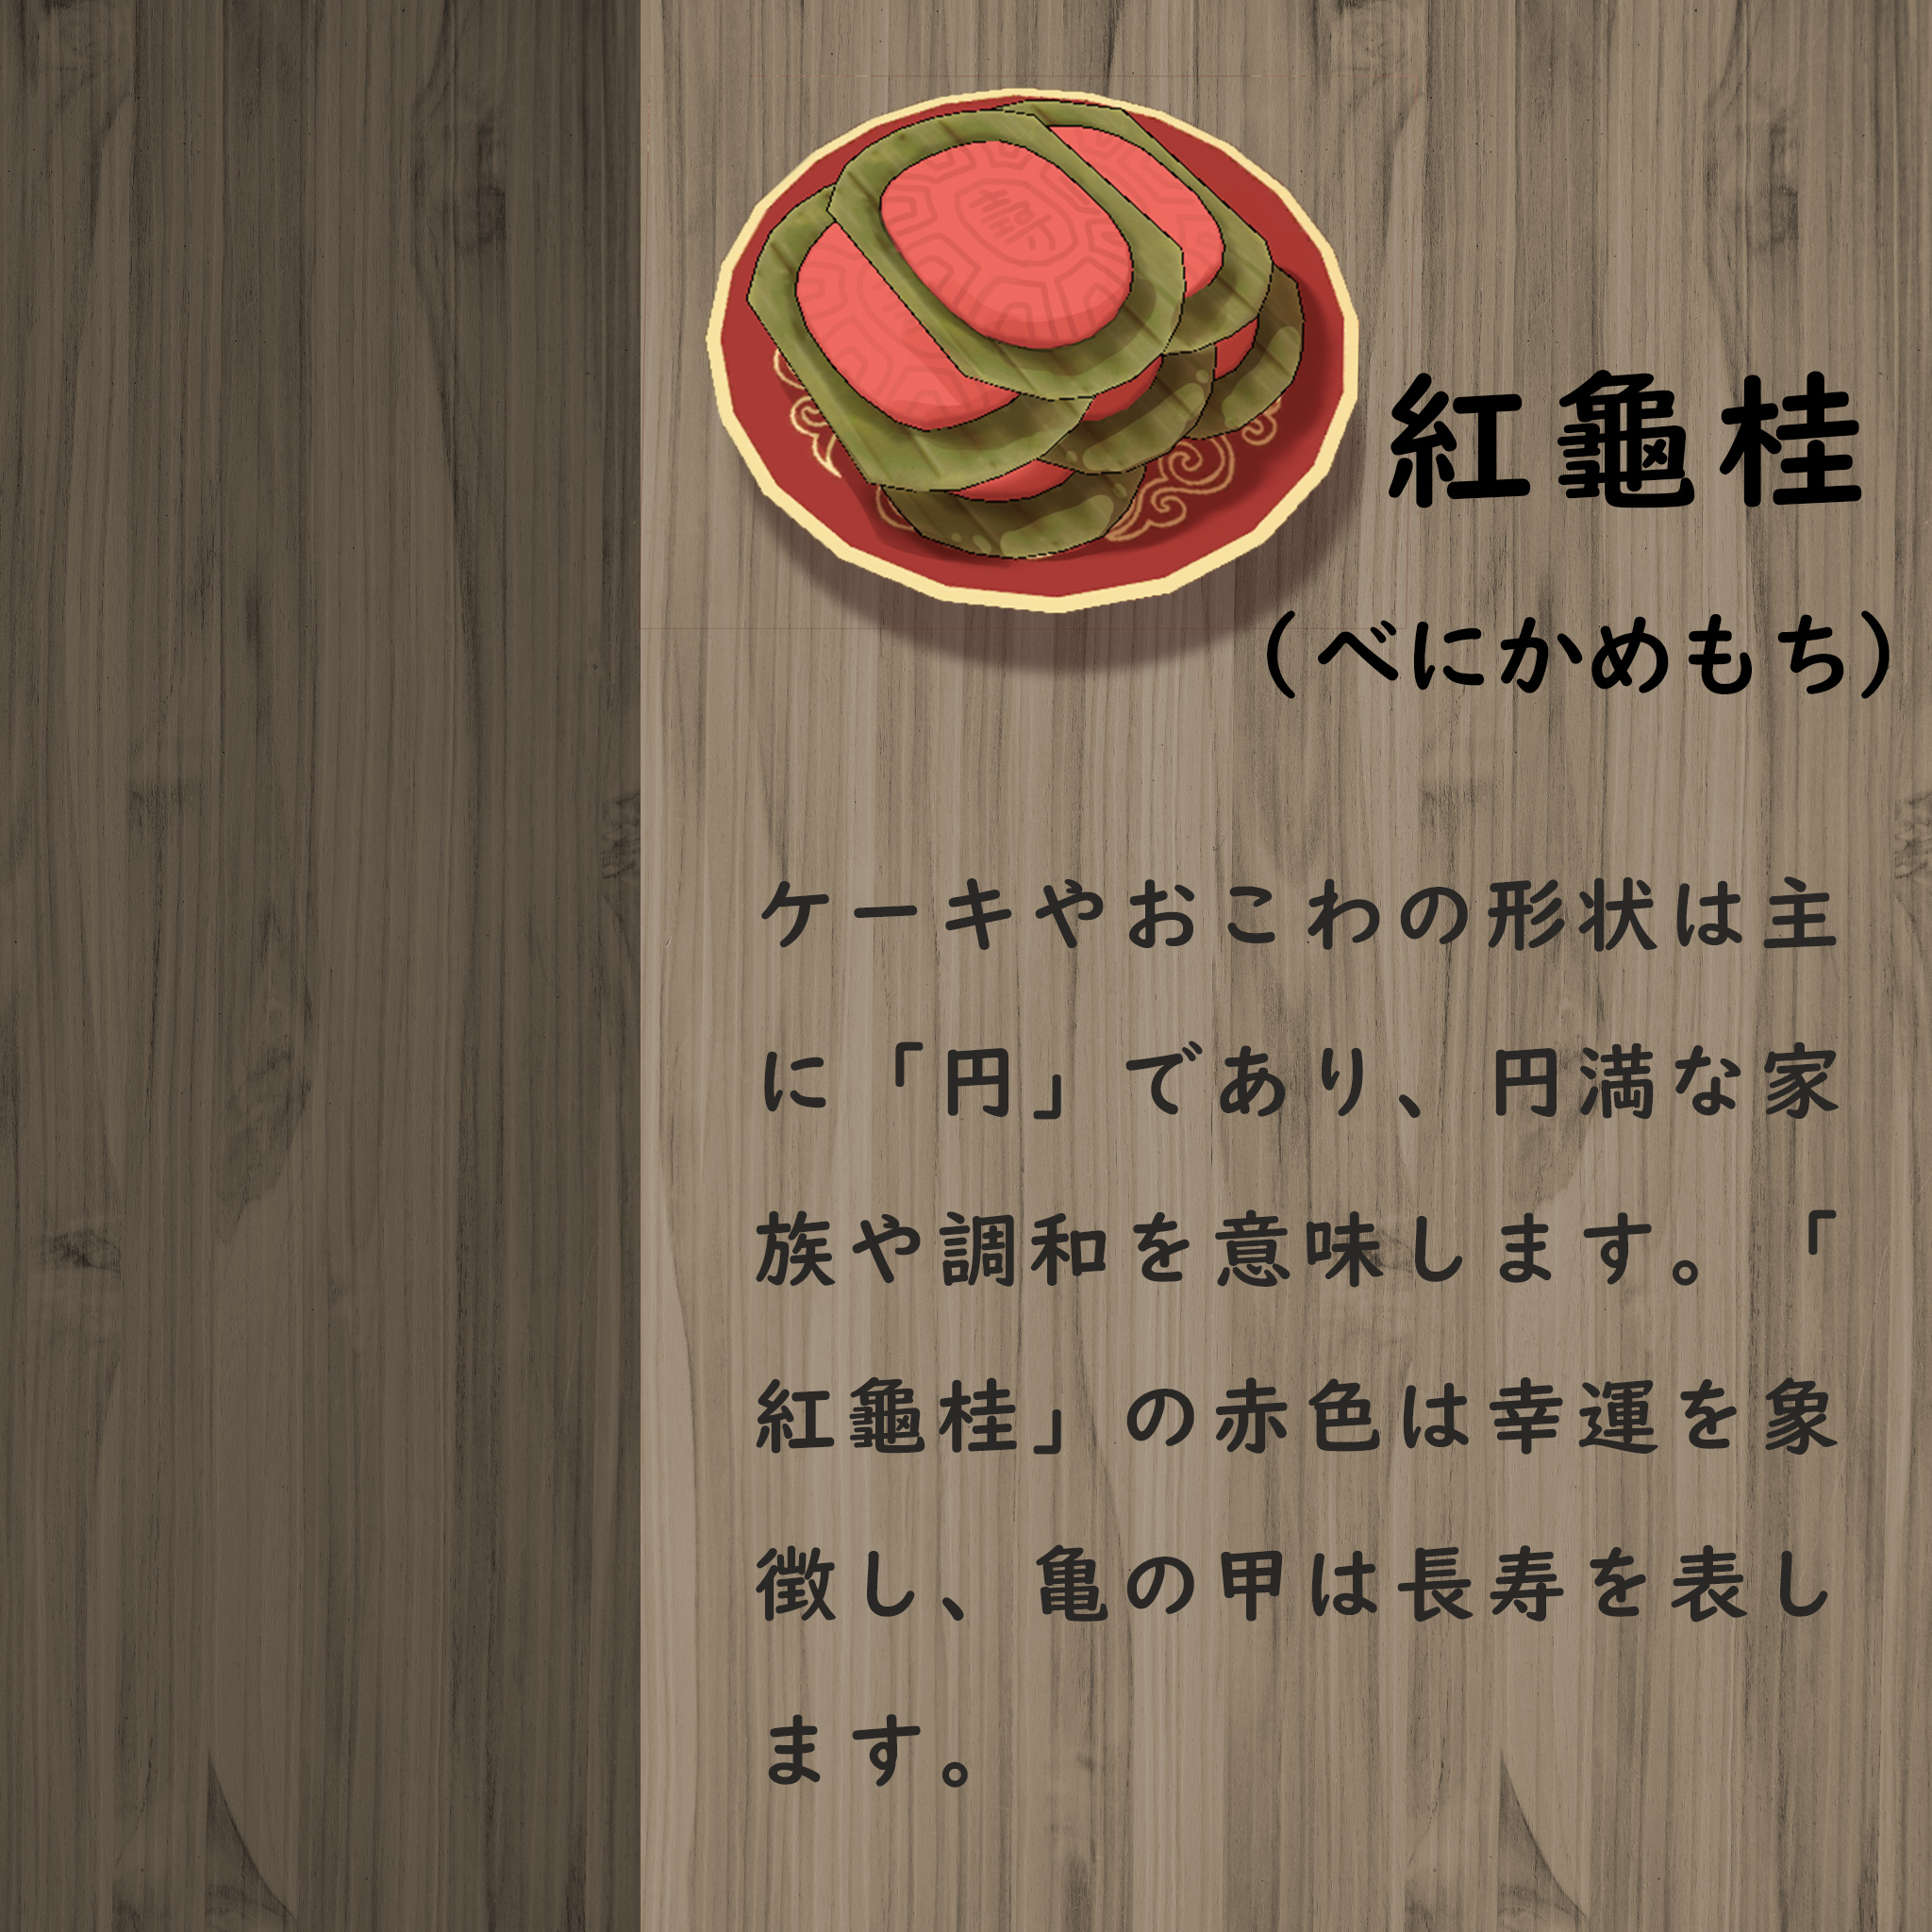 紅龜桂
(べにかめもち)
ケーキやおこわの形状は主
に「円」であり、円満な家
族や調和を意味します。「
紅龜桂」の赤色は幸運を象
徴し、亀の甲は長寿を表し
ます。